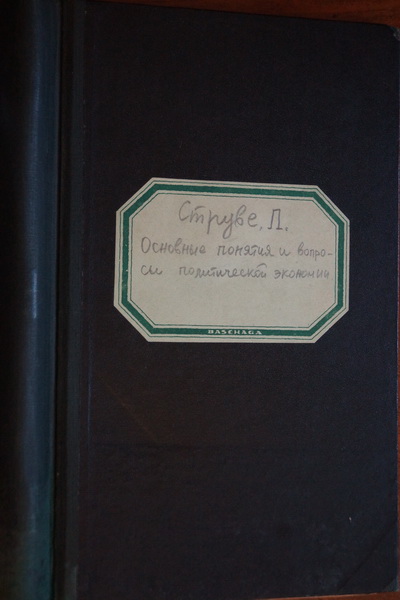 Струве, Л.
Основные понятия и вопро-
сы политической экономии
BASCHAGA